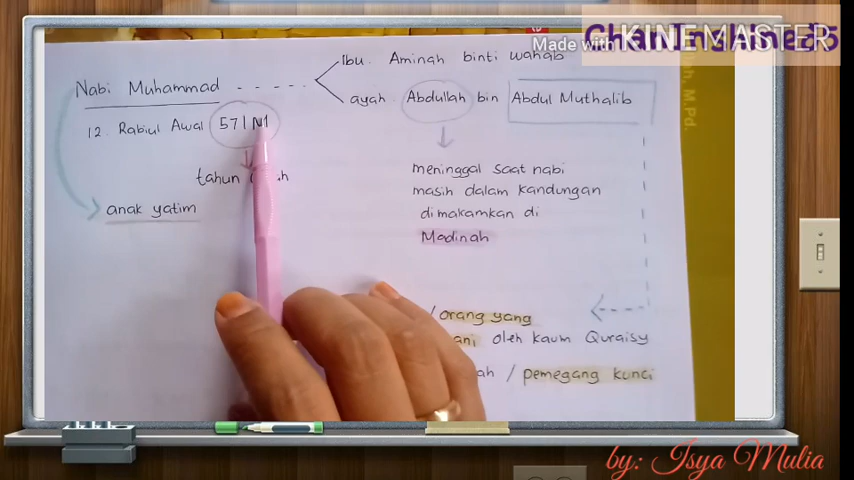 Made with KINEMASTER
Nabi Muhammad - - - - -
Ibu : Aminah binti wahab
ayah : Abdullah bin Abdul Muthalib
12. Rabiul Awal 571 M
tahun
anak yatim
meninggal saat nabi
masih dalam kandungan
dimakamkan di
Madinah
/orang yang
oleh kaum Quraisy
/ pemegang kunci
M.Pd.
by: Isya Mulia